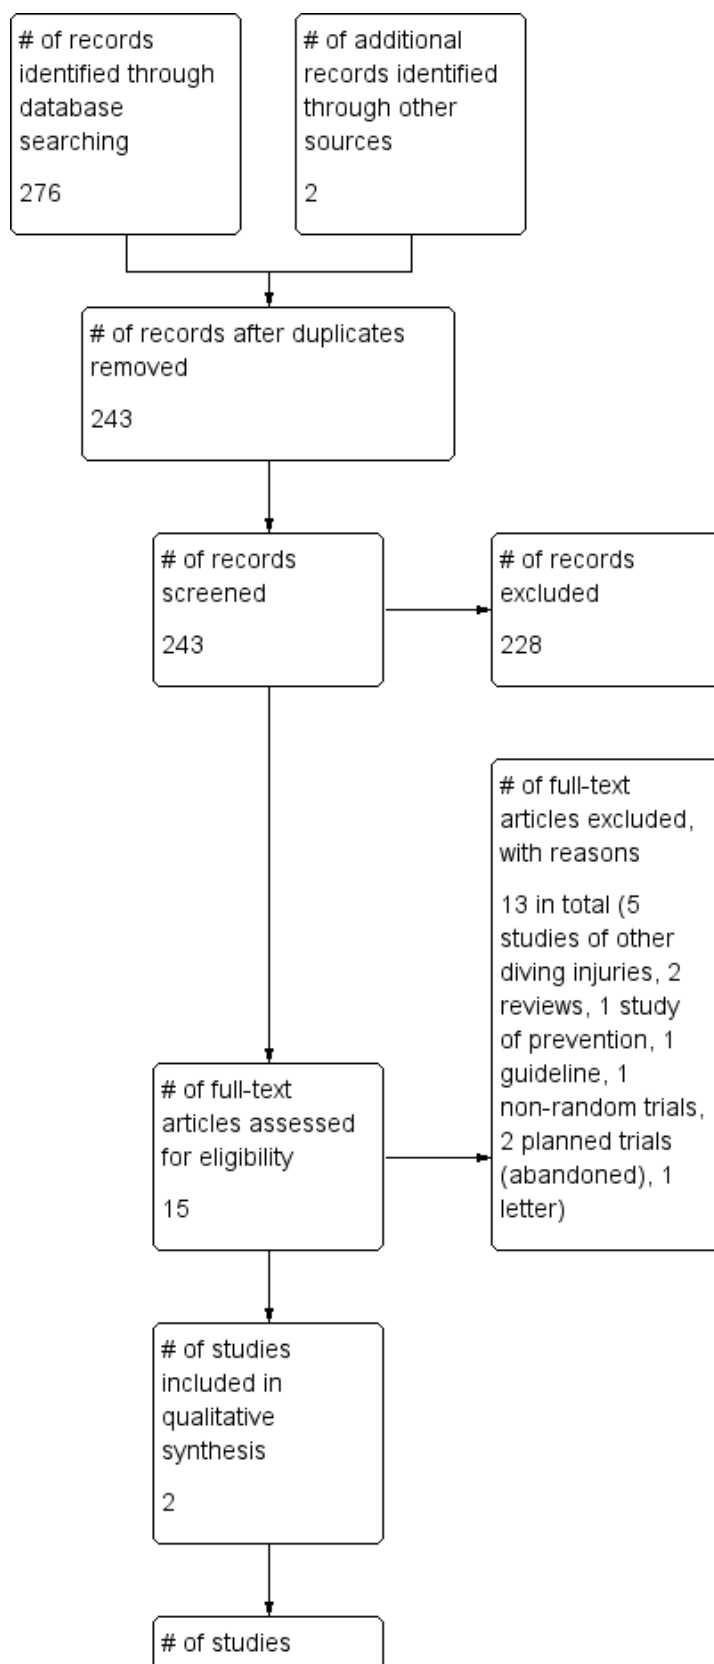 # of records
identified through
database
searching
276
# of additional
records identified
through other
sources
2
# of records after duplicates
removed
243
# of records
screened
243
# of records
excluded
228
# of full-text
articles excluded,
with reasons
13 in total (5
studies of other
diving injuries, 2
reviews, 1 study
of prevention, 1
guideline, 1
non-random trials,
2 planned trials
(abandoned), 1
letter)
# of full-text
articles assessed
for eligibility
15
# of studies
included in
qualitative
synthesis
2
# of studies